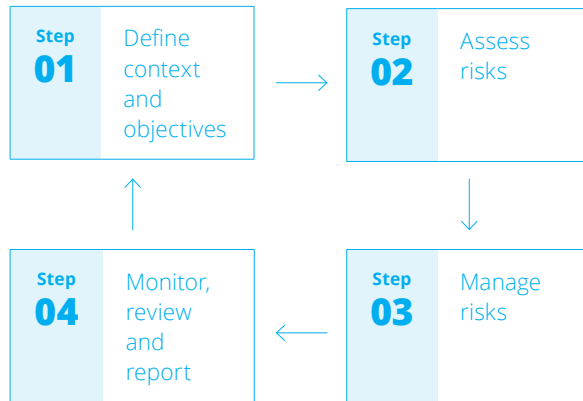 Step
01
Define
context
and
objectives
Step
02
Assess
risks
Step
03
Manage
risks
Step
04
Monitor,
review
and
report